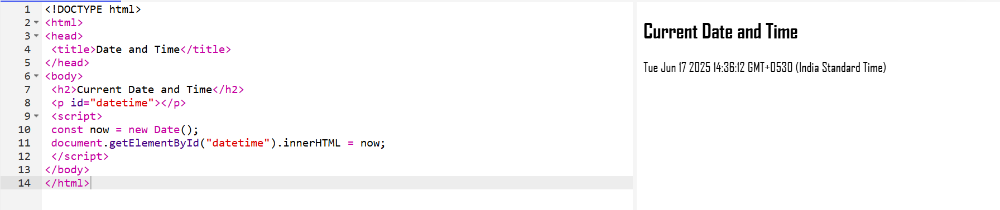 1 <!DOCTYPE html>
2 <html>
3 <head>
4 <title>Date and Time</title>
5 </head>
6 <body>
7 <h2>Current Date and Time</h2>
8 <p id="datetime"></p>
9 <script>
10 const now = new Date();
11 document.getElementById("datetime").innerHTML = now;
12 </script>
13 </body>
14 </html>
Current Date and Time
Tue Jun 17 2025 14:36:12 GMT+0530 (India Standard Time)